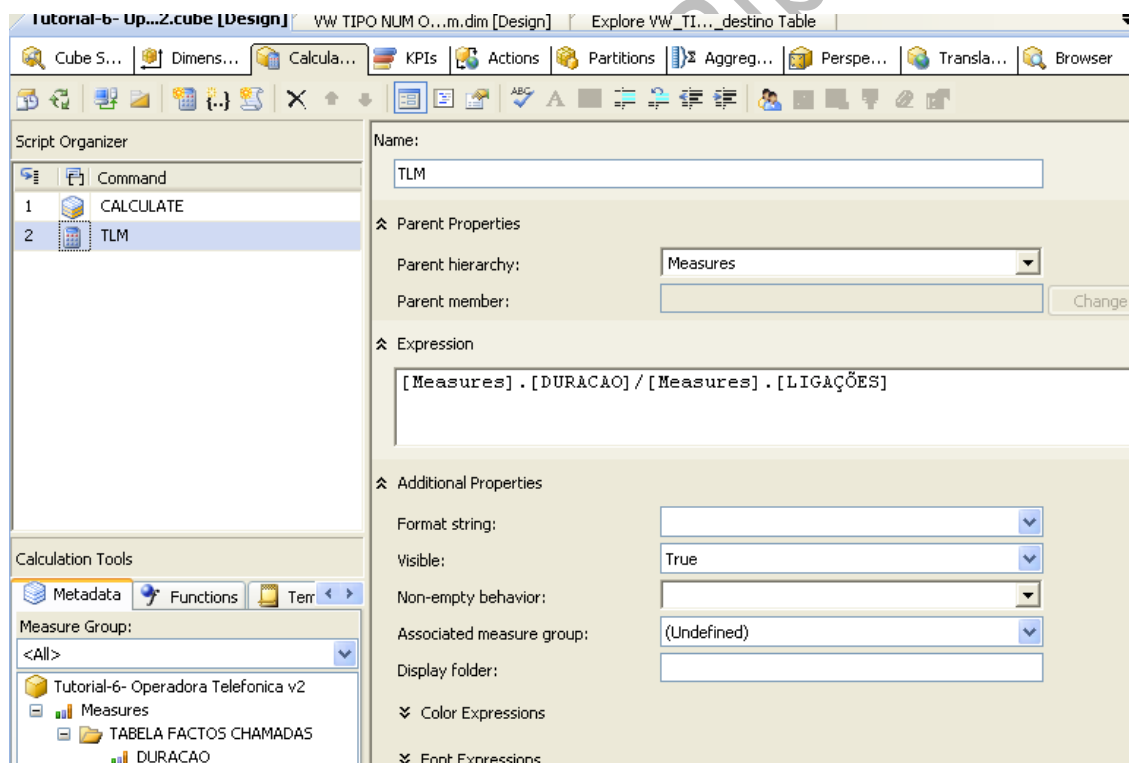 Tutorial-6- Up...2.cube [Design] VW TIPO NUM O...m.dim [Design] Explore VW_TI..._destino Table
Cube S... Dimens... Calcula... KPIs Actions Partitions Aggreg... Perspe... Transla... Browser
Script Organizer
Command
1 CALCULATE
2 TLM
Calculation Tools
Metadata Functions Tem
Measure Group:
<All>
Tutorial-6- Operadora Telefonica v2
Measures
TABELA FACTOS CHAMADAS
DURACAO
Name:
TLM
Parent Properties
Parent hierarchy: Measures
Parent member: Change
Expression
[Measures].[DURACAO]/[Measures].[LIGAÇÕES]
Additional Properties
Format string:
Visible: True
Non-empty behavior:
Associated measure group: (Undefined)
Display folder:
Color Expressions
Font Expressions